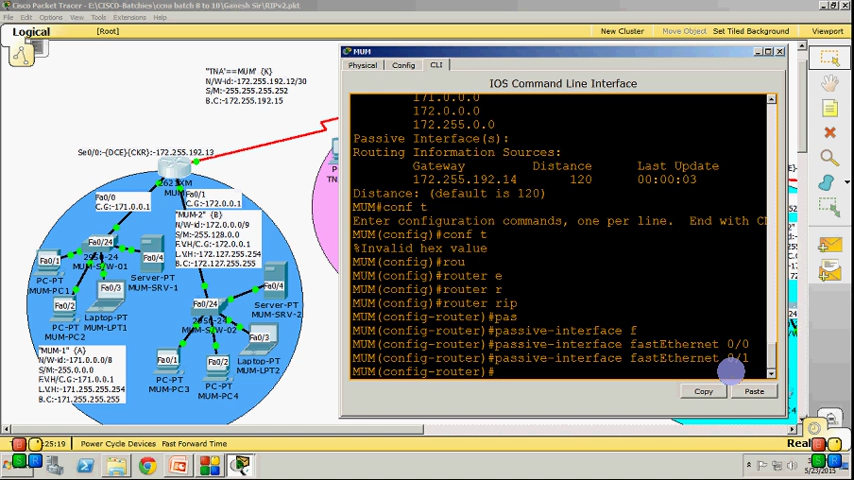 Cisco Packet Tracer - E:\CISCO-Batchies\ccna batch 8 to 10\Ganesh Sir\RIPv2.pkt
File Edit Options View Tools Extensions Help
Logical [Root] New Cluster Move Object Set Tiled Background Viewport
"TNA'==MUM' {K}
N/W-id:-172.255.192.12/30
S/M:-255.255.255.252
B.C:-172.255.192.15
Se0/0:-{DCE}{CKR}:-172.255.192.13
MUM
Fa0/0
C.G:-171.0.0.1
Fa0/1
C.G:-172.0.0.1
"MUM-2" {B}
N/W-id:-172.0.0.0/9
S/M:-255.128.0.0
F.V.H/C.G:-172.0.0.1
L.V.H:-172.127.255.254
B.C:-172.127.255.255
Fa0/24
Fa0/1
PC-PT
MUM-PC1
MUM-S/W-01
Fa0/4
Server-PT
MUM-SRV-1
Fa0/3
Laptop-PT
MUM-LPT1
Fa0/2
PC-PT
MUM-PC2
Fa0/24
MUM-S/W-02
Fa0/4
Server-PT
MUM-SRV-2
Fa0/3
Laptop-PT
MUM-LPT2
Fa0/1
PC-PT
MUM-PC3
Fa0/2
PC-PT
MUM-PC4
"MUM-1" {A}
N/W-id:-171.0.0.0/8
S/M:-255.0.0.0
F.V.H/C.G:-171.0.0.1
L.V.H:-171.255.255.254
B.C:-171.255.255.255
MUM
Physical Config CLI
IOS Command Line Interface
171.0.0.0
172.0.0.0
172.255.0.0
Passive Interface(s):
Routing Information Sources:
Gateway Distance Last Update
172.255.192.14 120 00:00:03
Distance: (default is 120)
MUM#conf t
Enter configuration commands, one per line. End with
MUM(config)#conf t
%Invalid hex value
MUM(config)#rou
MUM(config)#router e
MUM(config)#router r
MUM(config)#router rip
MUM(config-router)#pas
MUM(config-router)#passive-interface f
MUM(config-router)#passive-interface fastEthernet 0/0
MUM(config-router)#passive-interface fastEthernet 0/1
MUM(config-router)#
Copy Paste
Power Cycle Devices Fast Forward Time